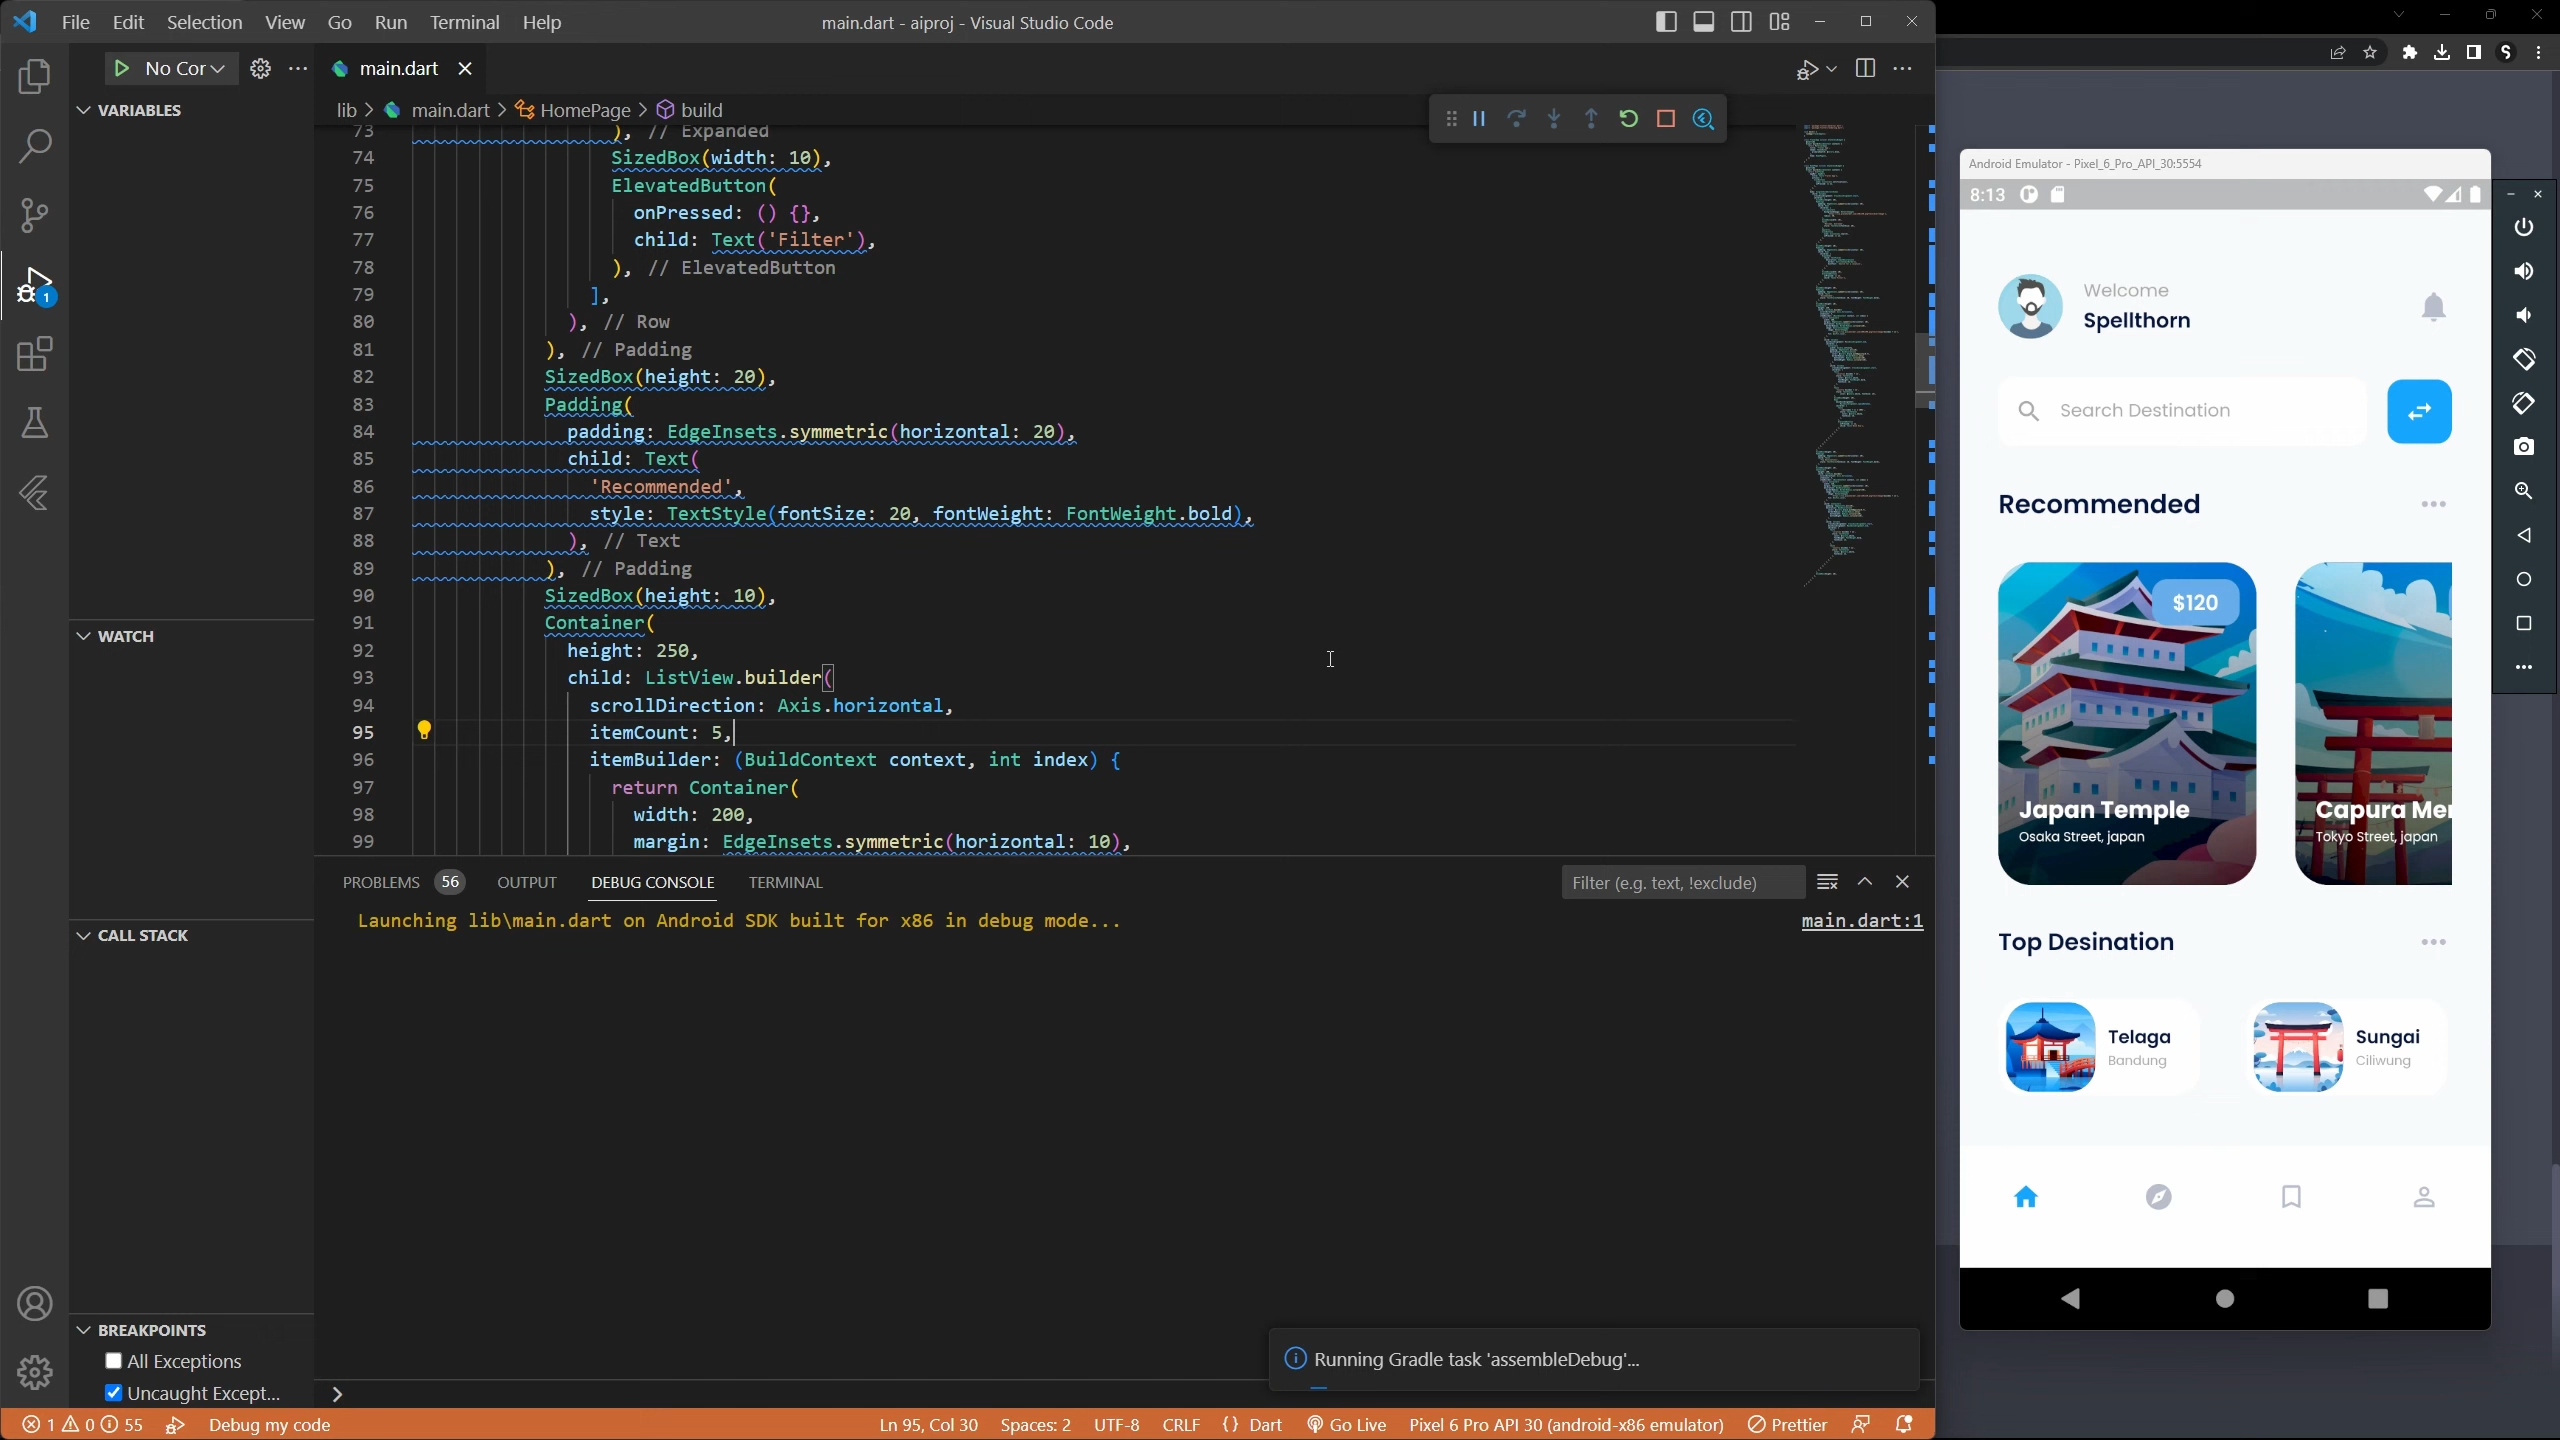 File Edit Selection View Go Run Terminal Help
main.dart - aiproj - Visual Studio Code
No Cor
main.dart
lib > main.dart > HomePage > build
VARIABLES
WATCH
CALL STACK
BREAKPOINTS
All Exceptions
Uncaught Except...
73 ), // Expanded
74 SizedBox(width: 10),
75 ElevatedButton(
76 onPressed: () {},
77 child: Text('Filter'),
78 ), // ElevatedButton
79 ],
80 ), // Row
81 ), // Padding
82 SizedBox(height: 20),
83 Padding(
84 padding: EdgeInsets.symmetric(horizontal: 20),
85 child: Text(
86 'Recommended',
87 style: TextStyle(fontSize: 20, fontWeight: FontWeight.bold),
88 ), // Text
89 ), // Padding
90 SizedBox(height: 10),
91 Container(
92 height: 250,
93 child: ListView.builder(
94 scrollDirection: Axis.horizontal,
95 itemCount: 5,
96 itemBuilder: (BuildContext context, int index) {
97 return Container(
98 width: 200,
99 margin: EdgeInsets.symmetric(horizontal: 10),
PROBLEMS 56 OUTPUT DEBUG CONSOLE TERMINAL
Filter (e.g. text, !exclude)
Launching lib\main.dart on Android SDK built for x86 in debug mode... main.dart:1
Running Gradle task 'assembleDebug'...
1 0 55 Debug my code
Ln 95, Col 30 Spaces: 2 UTF-8 CRLF {} Dart Go Live Pixel 6 Pro API 30 (android-x86 emulator) Prettier
1
S
Android Emulator - Pixel_6_Pro_API_30:5554
8:13
Welcome
Spellthorn
Search Destination
Recommended
$120
Japan Temple
Osaka Street, japan
Capura Mer
Tokyo Street, japan
Top Desination
Telaga
Bandung
Sungai
Ciliwung